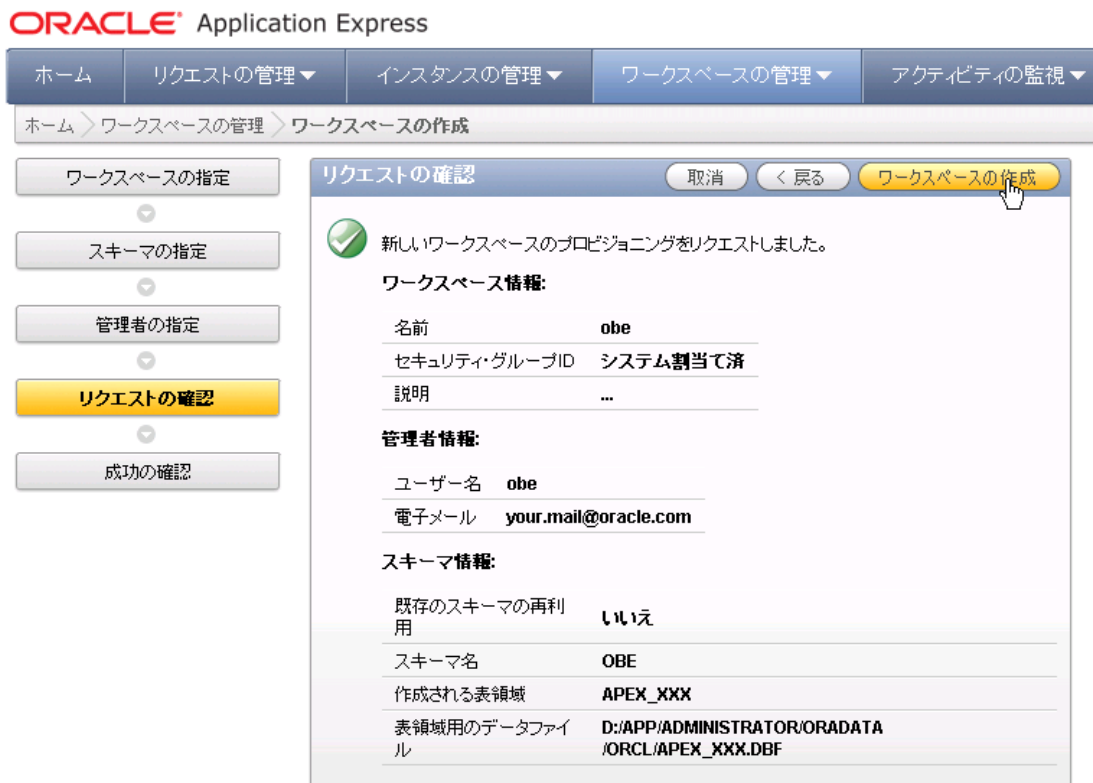 ORACLE Application Express
ホーム
リクエストの管理
インスタンスの管理
ワークスペースの管理
アクティビティの監視
ホーム
ワークスペースの管理
ワークスペースの作成
ワークスペースの指定
スキーマの指定
管理者の指定
リクエストの確認
成功の確認
リクエストの確認
取消
< 戻る
ワークスペースの作成
新しいワークスペースのプロビジョニングをリクエストしました。
ワークスペース情報:
名前 obe
セキュリティ・グループID システム割当て済
説明 ...
管理者情報:
ユーザー名 obe
電子メール your.mail@oracle.com
スキーマ情報:
既存のスキーマの再利
用
いいえ
スキーマ名 OBE
作成される表領域 APEX_XXX
表領域用のデータファイ
ル
D:/APP/ADMINISTRATOR/ORADATA
/ORCL/APEX_XXX.DBF